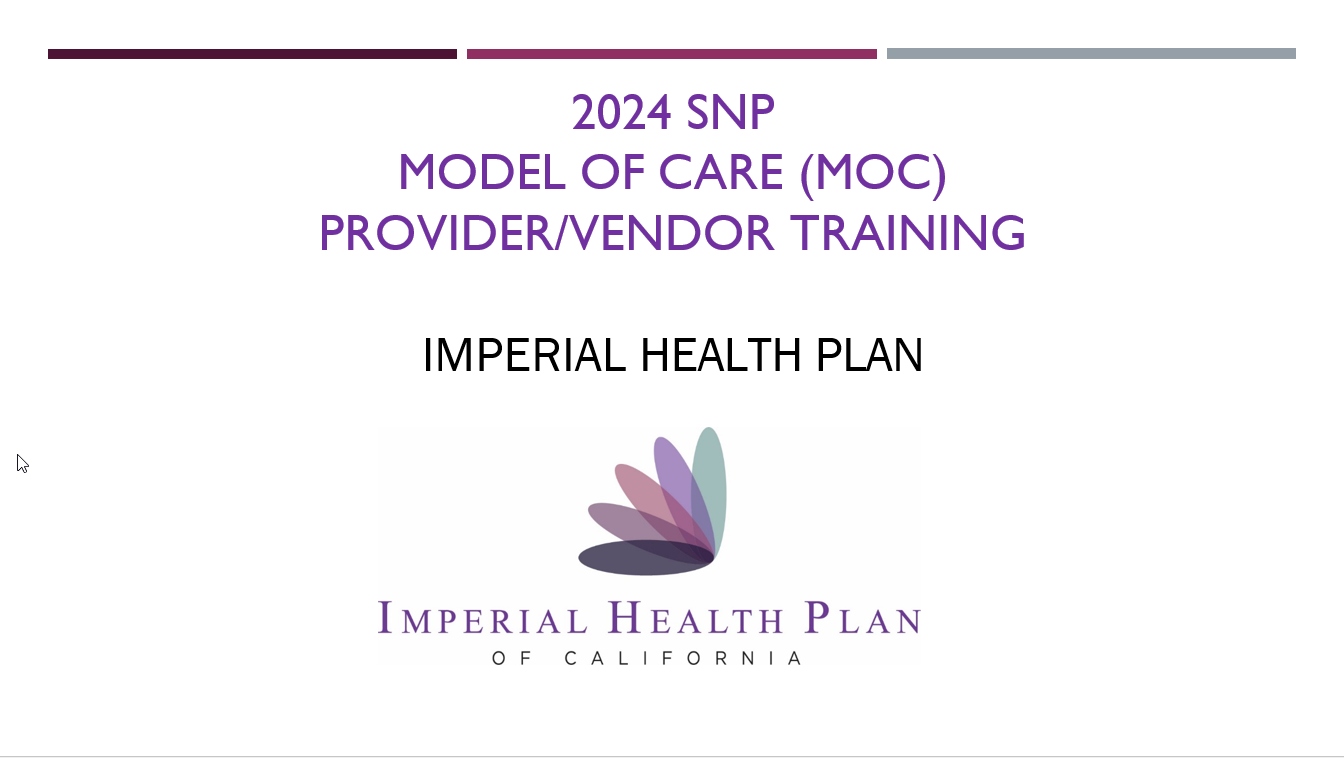 2024 SNP
MODEL OF CARE (MOC)
PROVIDER/VENDOR TRAINING
IMPERIAL HEALTH PLAN
IMPERIAL HEALTH PLAN
OF CALIFORNIA